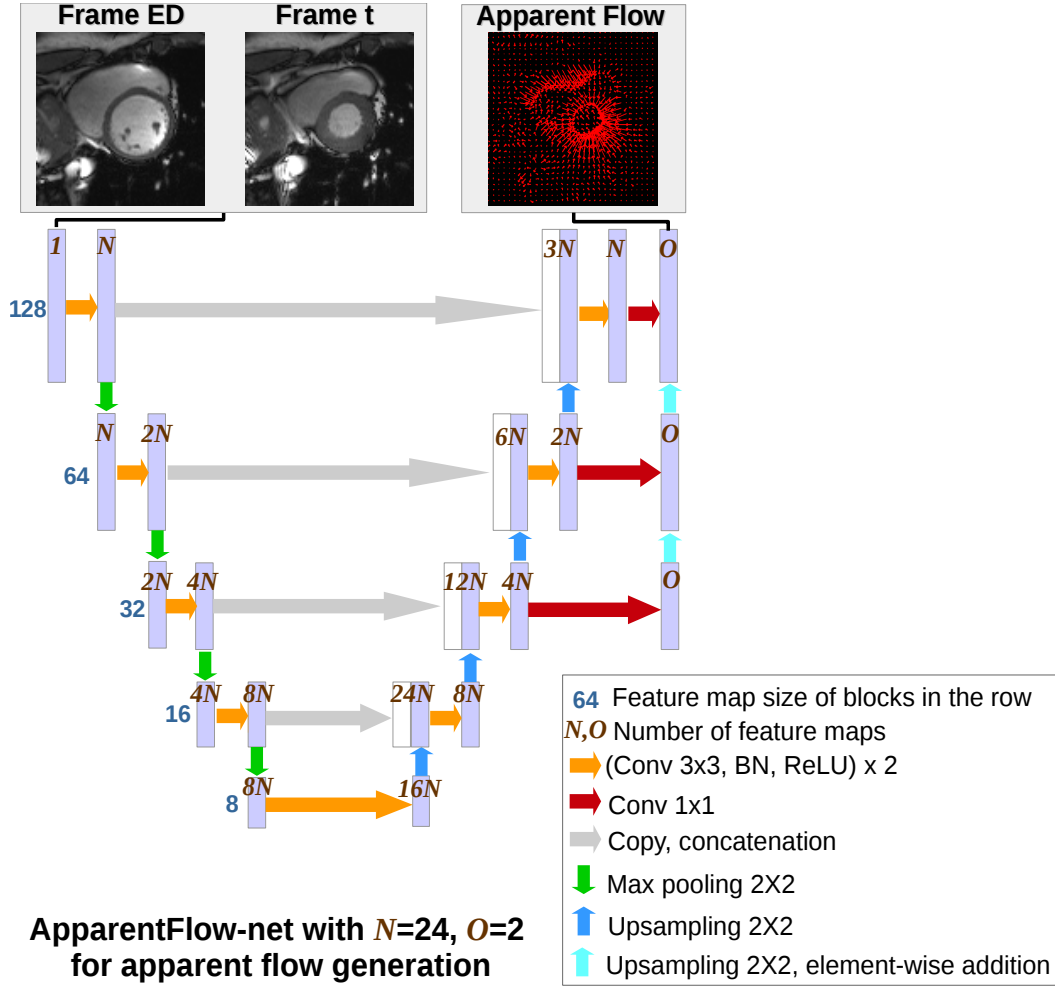 Frame ED Frame t Apparent Flow
1 N 3N N O
128
N 2N 6N 2N O
64
2N 4N 12N 4N O
32
4N 8N 24N 8N
16
8N 16N
8
64 Feature map size of blocks in the row
N,O Number of feature maps
(Conv 3x3, BN, ReLU) x 2
Conv 1x1
Copy, concatenation
Max pooling 2X2
Upsampling 2X2
Upsampling 2X2, element-wise addition
ApparentFlow-net with N=24, O=2
for apparent flow generation